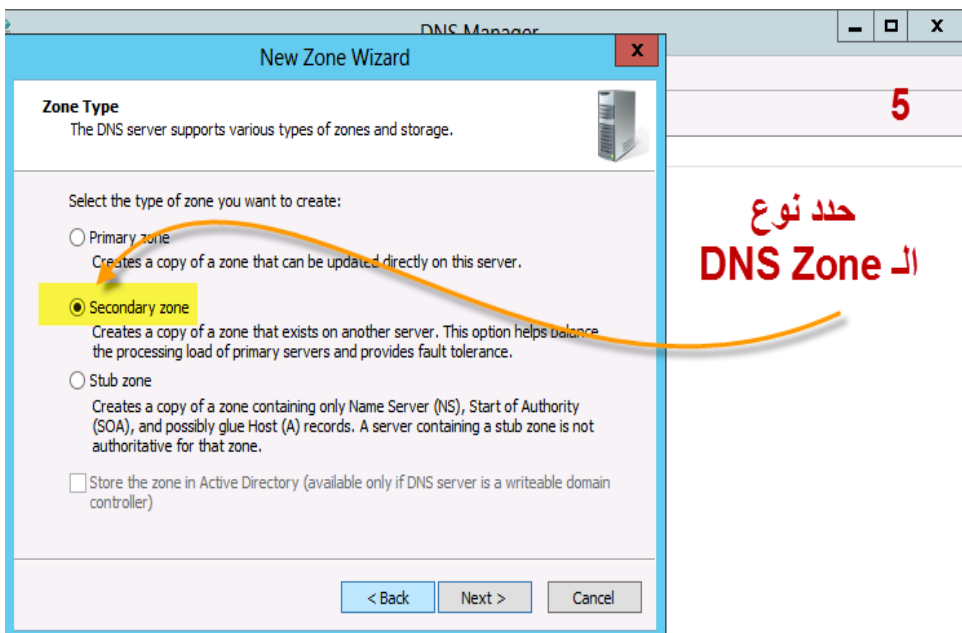 DNS Manager
New Zone Wizard
Zone Type
The DNS server supports various types of zones and storage.
5
Select the type of zone you want to create:
Primary zone
Creates a copy of a zone that can be updated directly on this server.
حدد نوع
الـ DNS Zone
Secondary zone
Creates a copy of a zone that exists on another server. This option helps balance
the processing load of primary servers and provides fault tolerance.
Stub zone
Creates a copy of a zone containing only Name Server (NS), Start of Authority
(SOA), and possibly glue Host (A) records. A server containing a stub zone is not
authoritative for that zone.
Store the zone in Active Directory (available only if DNS server is a writeable domain
controller)
< Back
Next >
Cancel